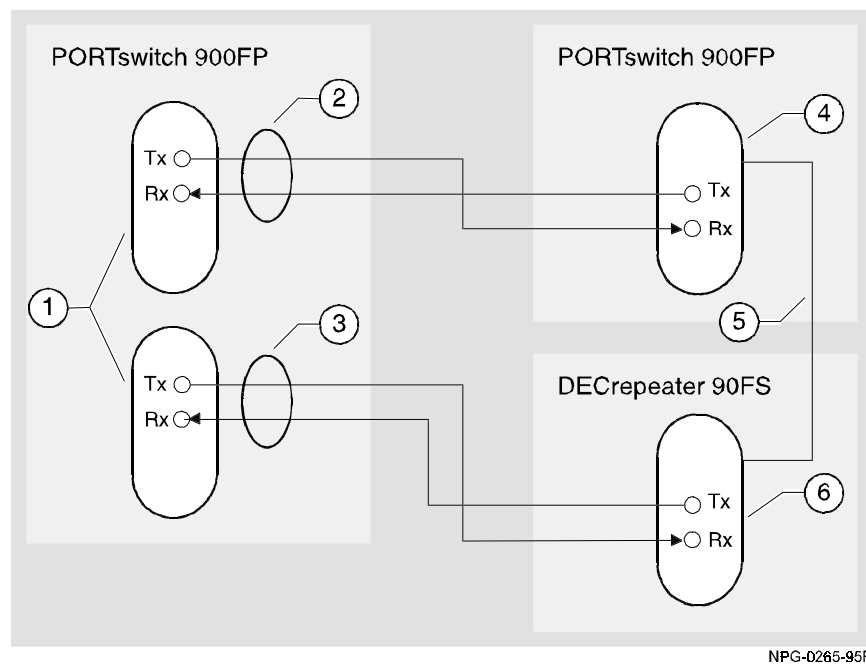 PORTswitch 900FP
PORTswitch 900FP
2
4
Tx
Rx
Tx
Rx
1
3
5
Tx
Rx
DECrepeater 90FS
6
Tx
Rx
NPG-0265-95F